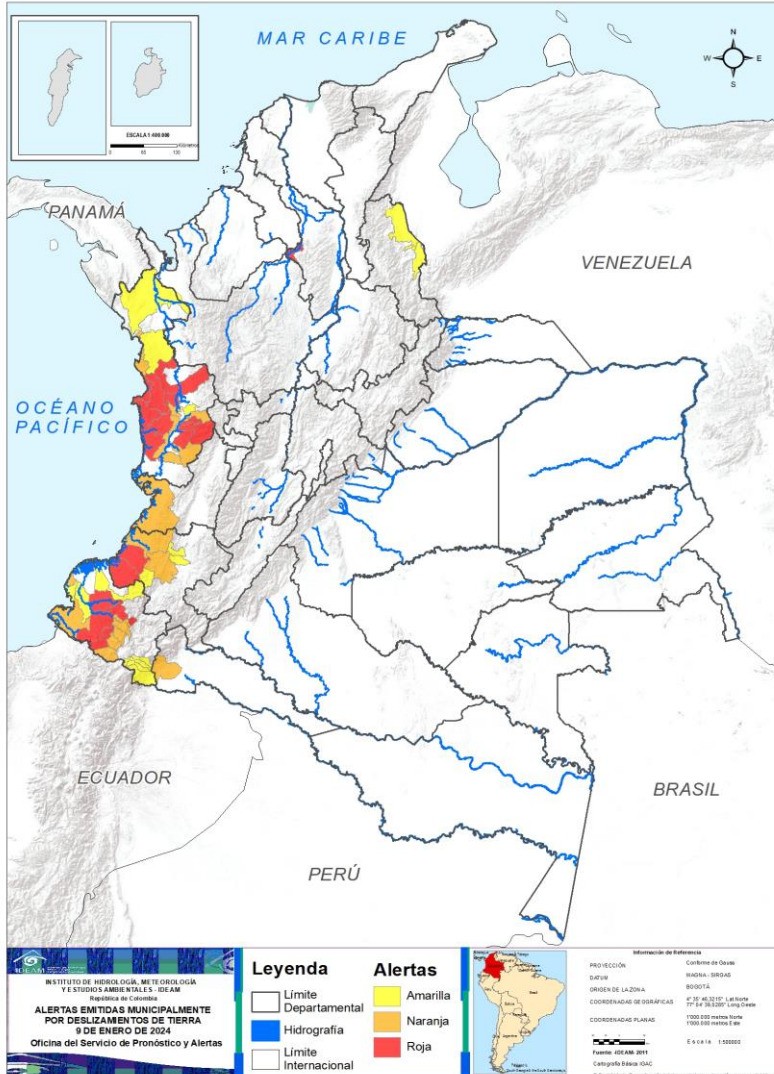 MAR CARIBE
N
W
E
S
ESCALA 1:400.000
PANAMÁ
VENEZUELA
OCÉANO
PACÍFICO
ECUADOR
BRASIL
PERÚ
IDEAM
INSTITUTO DE HIDROLOGÍA, METEOROLOGÍA
Y ESTUDIOS AMBIENTALES - IDEAM
República de Colombia
ALERTAS EMITIDAS MUNICIPALMENTE
POR DESLIZAMIENTOS DE TIERRA
9 DE ENERO DE 2024
Oficina del Servicio de Pronóstico y Alertas
Leyenda
Límite
Departamental
Hidrografía
Límite
Internacional
Alertas
Amarilla
Naranja
Roja
Información de Referencia
PROYECCIÓN Conforme de Gauss
DATUM MAGNA - SIRGAS
ORIGEN DE LA ZONA BOGOTÁ
COORDENADAS GEOGRÁFICAS
COORDENADAS PLANAS 1'000.000 metros Norte
1'000.000 metros Este
Fuente: IDEAM- 2011
Cartografía Básica IGAC